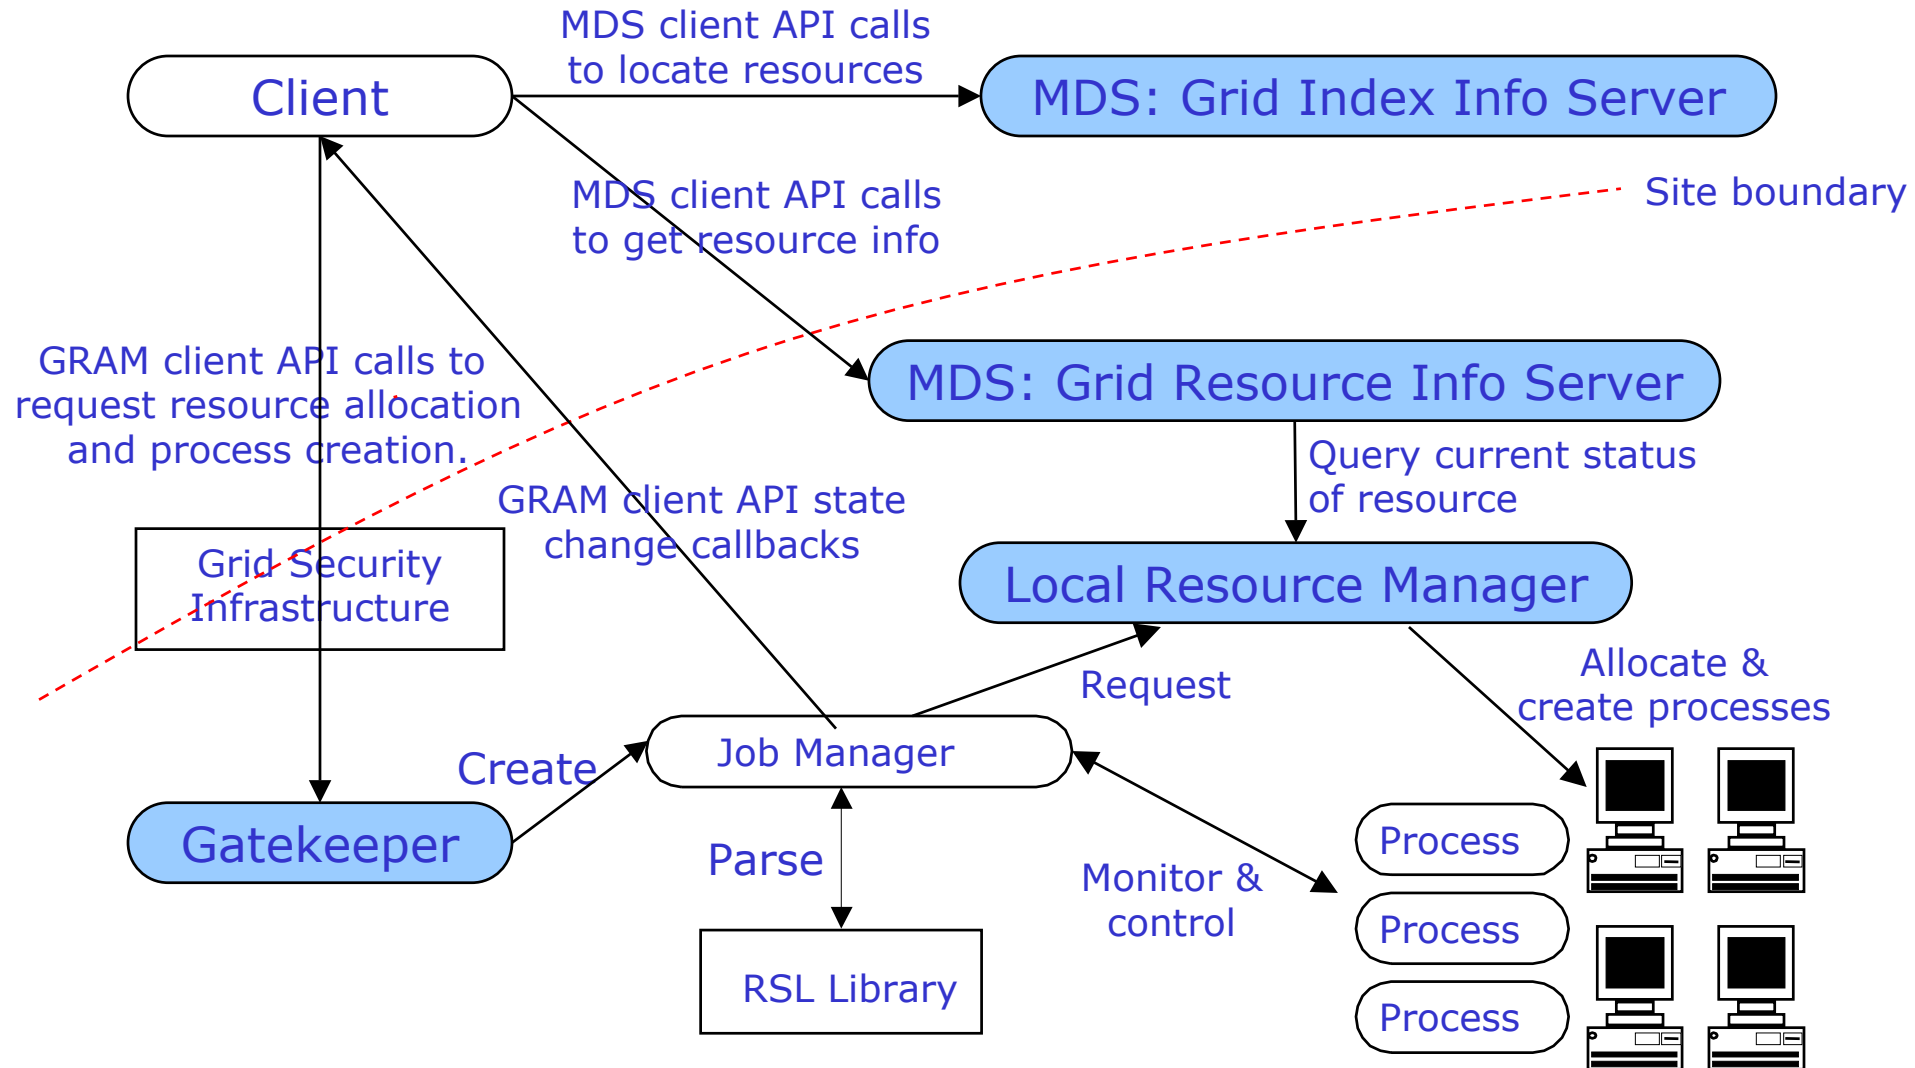 MDS client API calls
to locate resources
Client
MDS: Grid Index Info Server
MDS client API calls
to get resource info
Site boundary
GRAM client API calls to
request resource allocation
and process creation.
MDS: Grid Resource Info Server
Query current status
of resource
GRAM client API state
change callbacks
Grid Security
Infrastructure
Local Resource Manager
Request
Allocate &
create processes
Create
Job Manager
Gatekeeper
Parse
Monitor &
control
Process
Process
Process
RSL Library